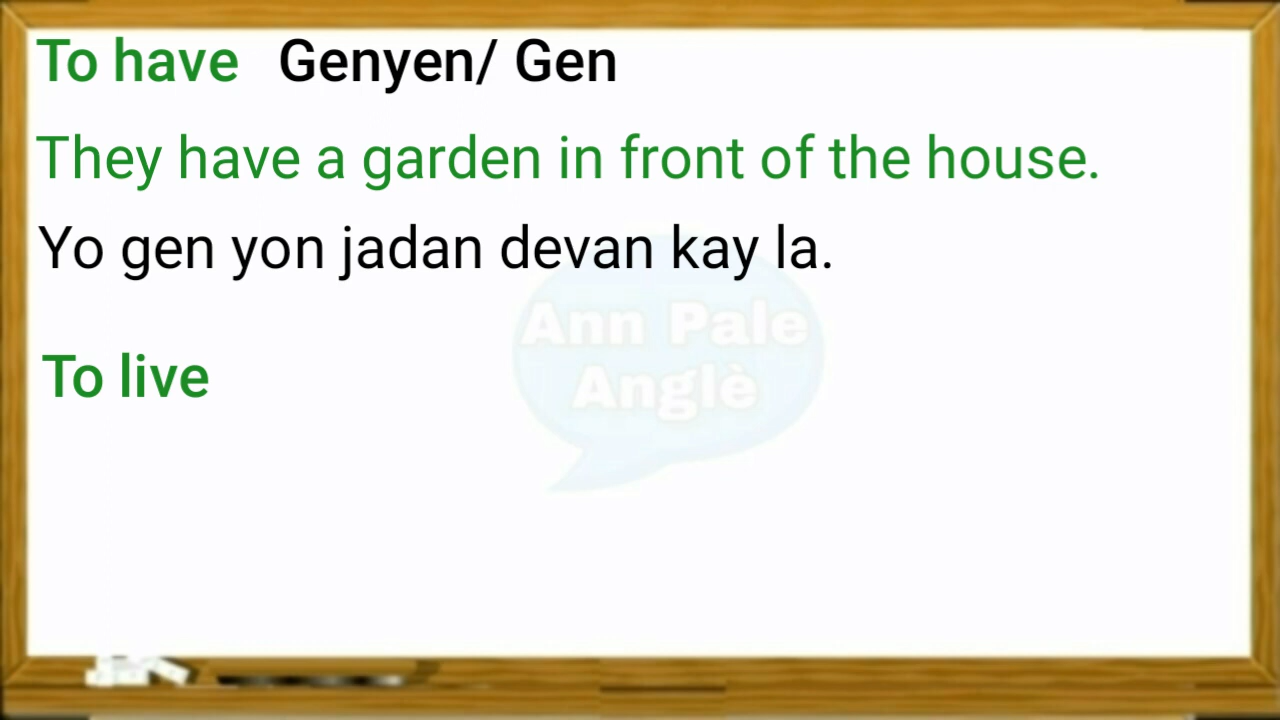 To have Genyen/ Gen
They have a garden in front of the house.
Yo gen yon jadan devan kay la.
Ann Pale
Anglè
To live